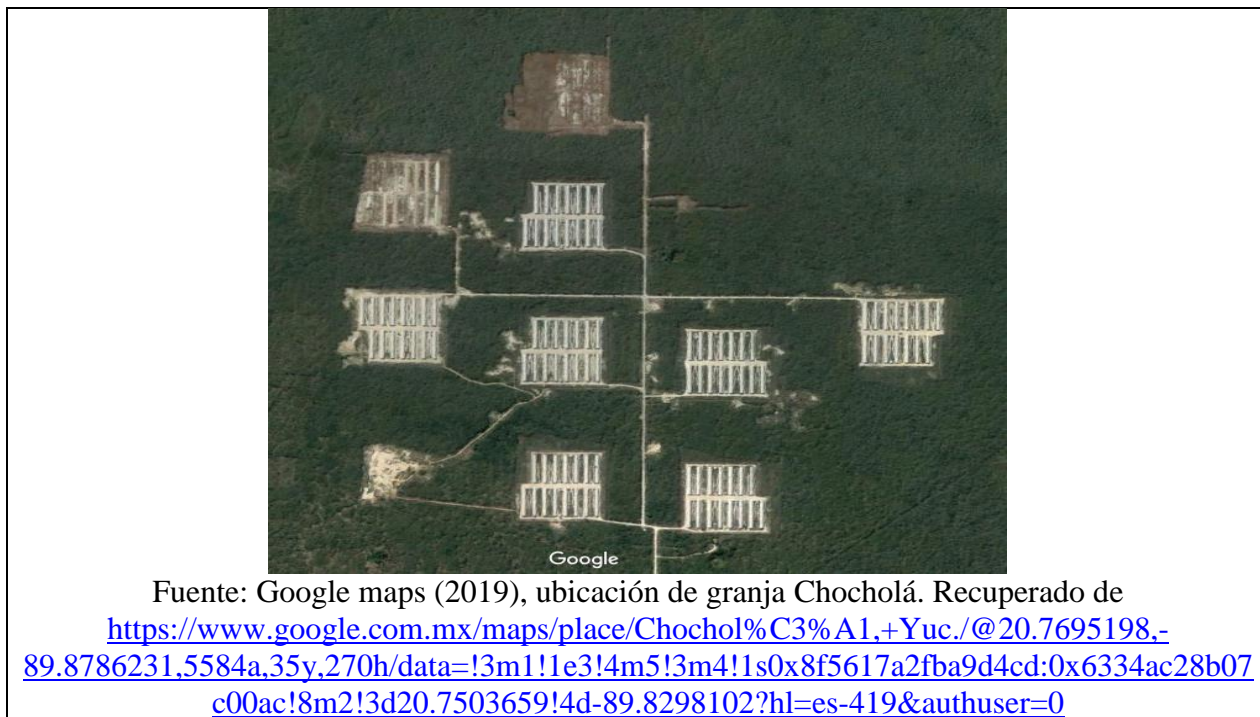 Google
Fuente: Google maps (2019), ubicación de granja Chocholá. Recuperado de
https://www.google.com.mx/maps/place/Chochol%C3%A1,+Yuc./@20.7695198,-
89.8786231,5584a,35y,270h/data=!3m1!1e3!4m5!3m4!1s0x8f5617a2fba9d4cd:0x6334ac28b07
c00ac!8m2!3d20.7503659!4d-89.8298102?hl=es-419&authuser=0